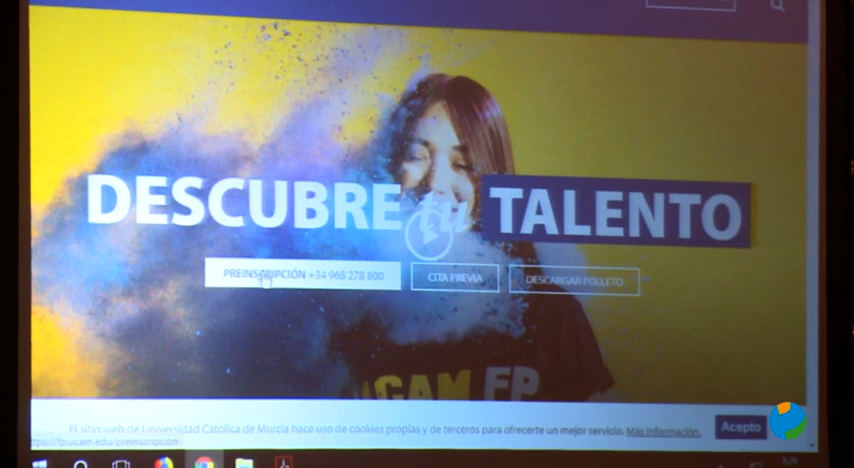 DESCUBRE tu TALENTO
PREINSCRIPCIÓN +34 968 278 800
CITA PREVIA
DESCARGAR FOLLETO
UCAM FP
El sitio web de Universidad Católica de Murcia hace uso de cookies propias y de terceros para ofrecerte un mejor servicio. Más información.
Acepto
ttps://fp.ucam.edu/preinscripcion